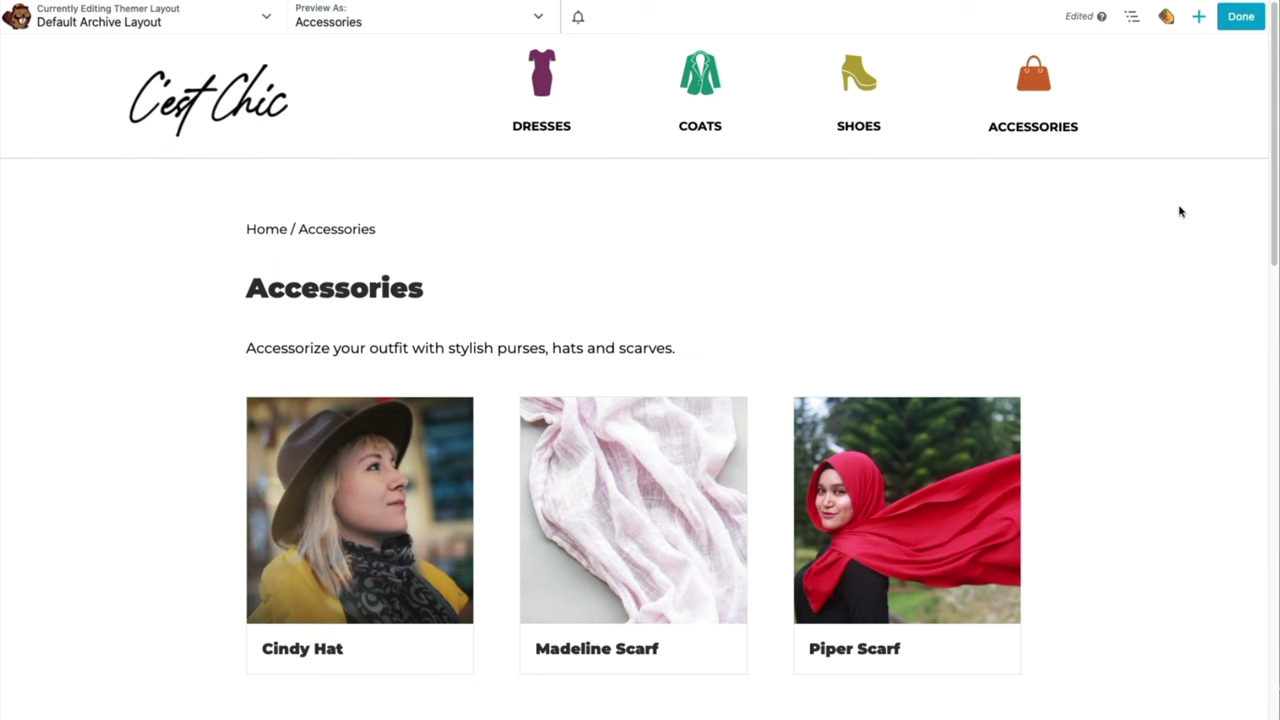 Currently Editing Themer Layout
Default Archive Layout
Preview As:
Accessories
Edited
Done
C'est Chic
DRESSES
COATS
SHOES
ACCESSORIES
Home / Accessories
Accessories
Accessorize your outfit with stylish purses, hats and scarves.
Cindy Hat
Madeline Scarf
Piper Scarf